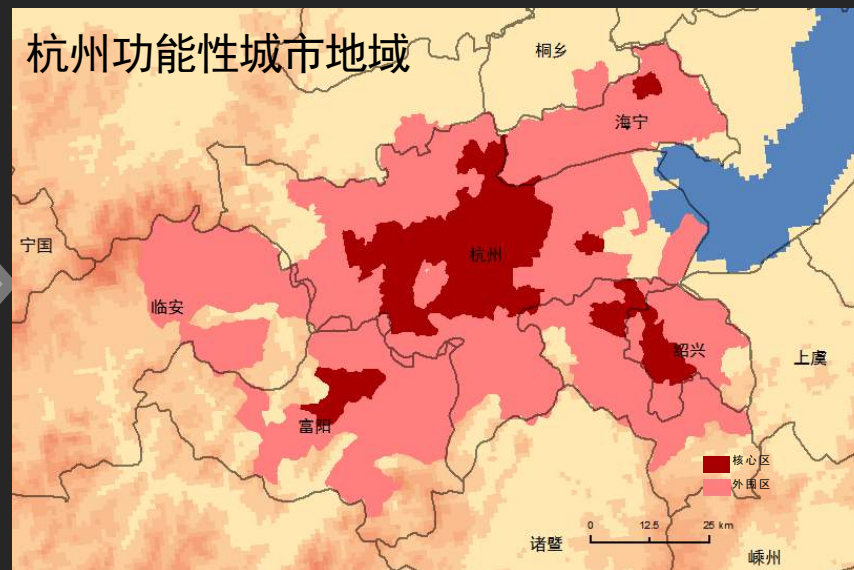 杭州功能性城市地域
桐乡
海宁
宁国
杭州
临安
绍兴
上虞
富阳
核心区
外围区
0 12.5 25 km
诸暨
嵊州